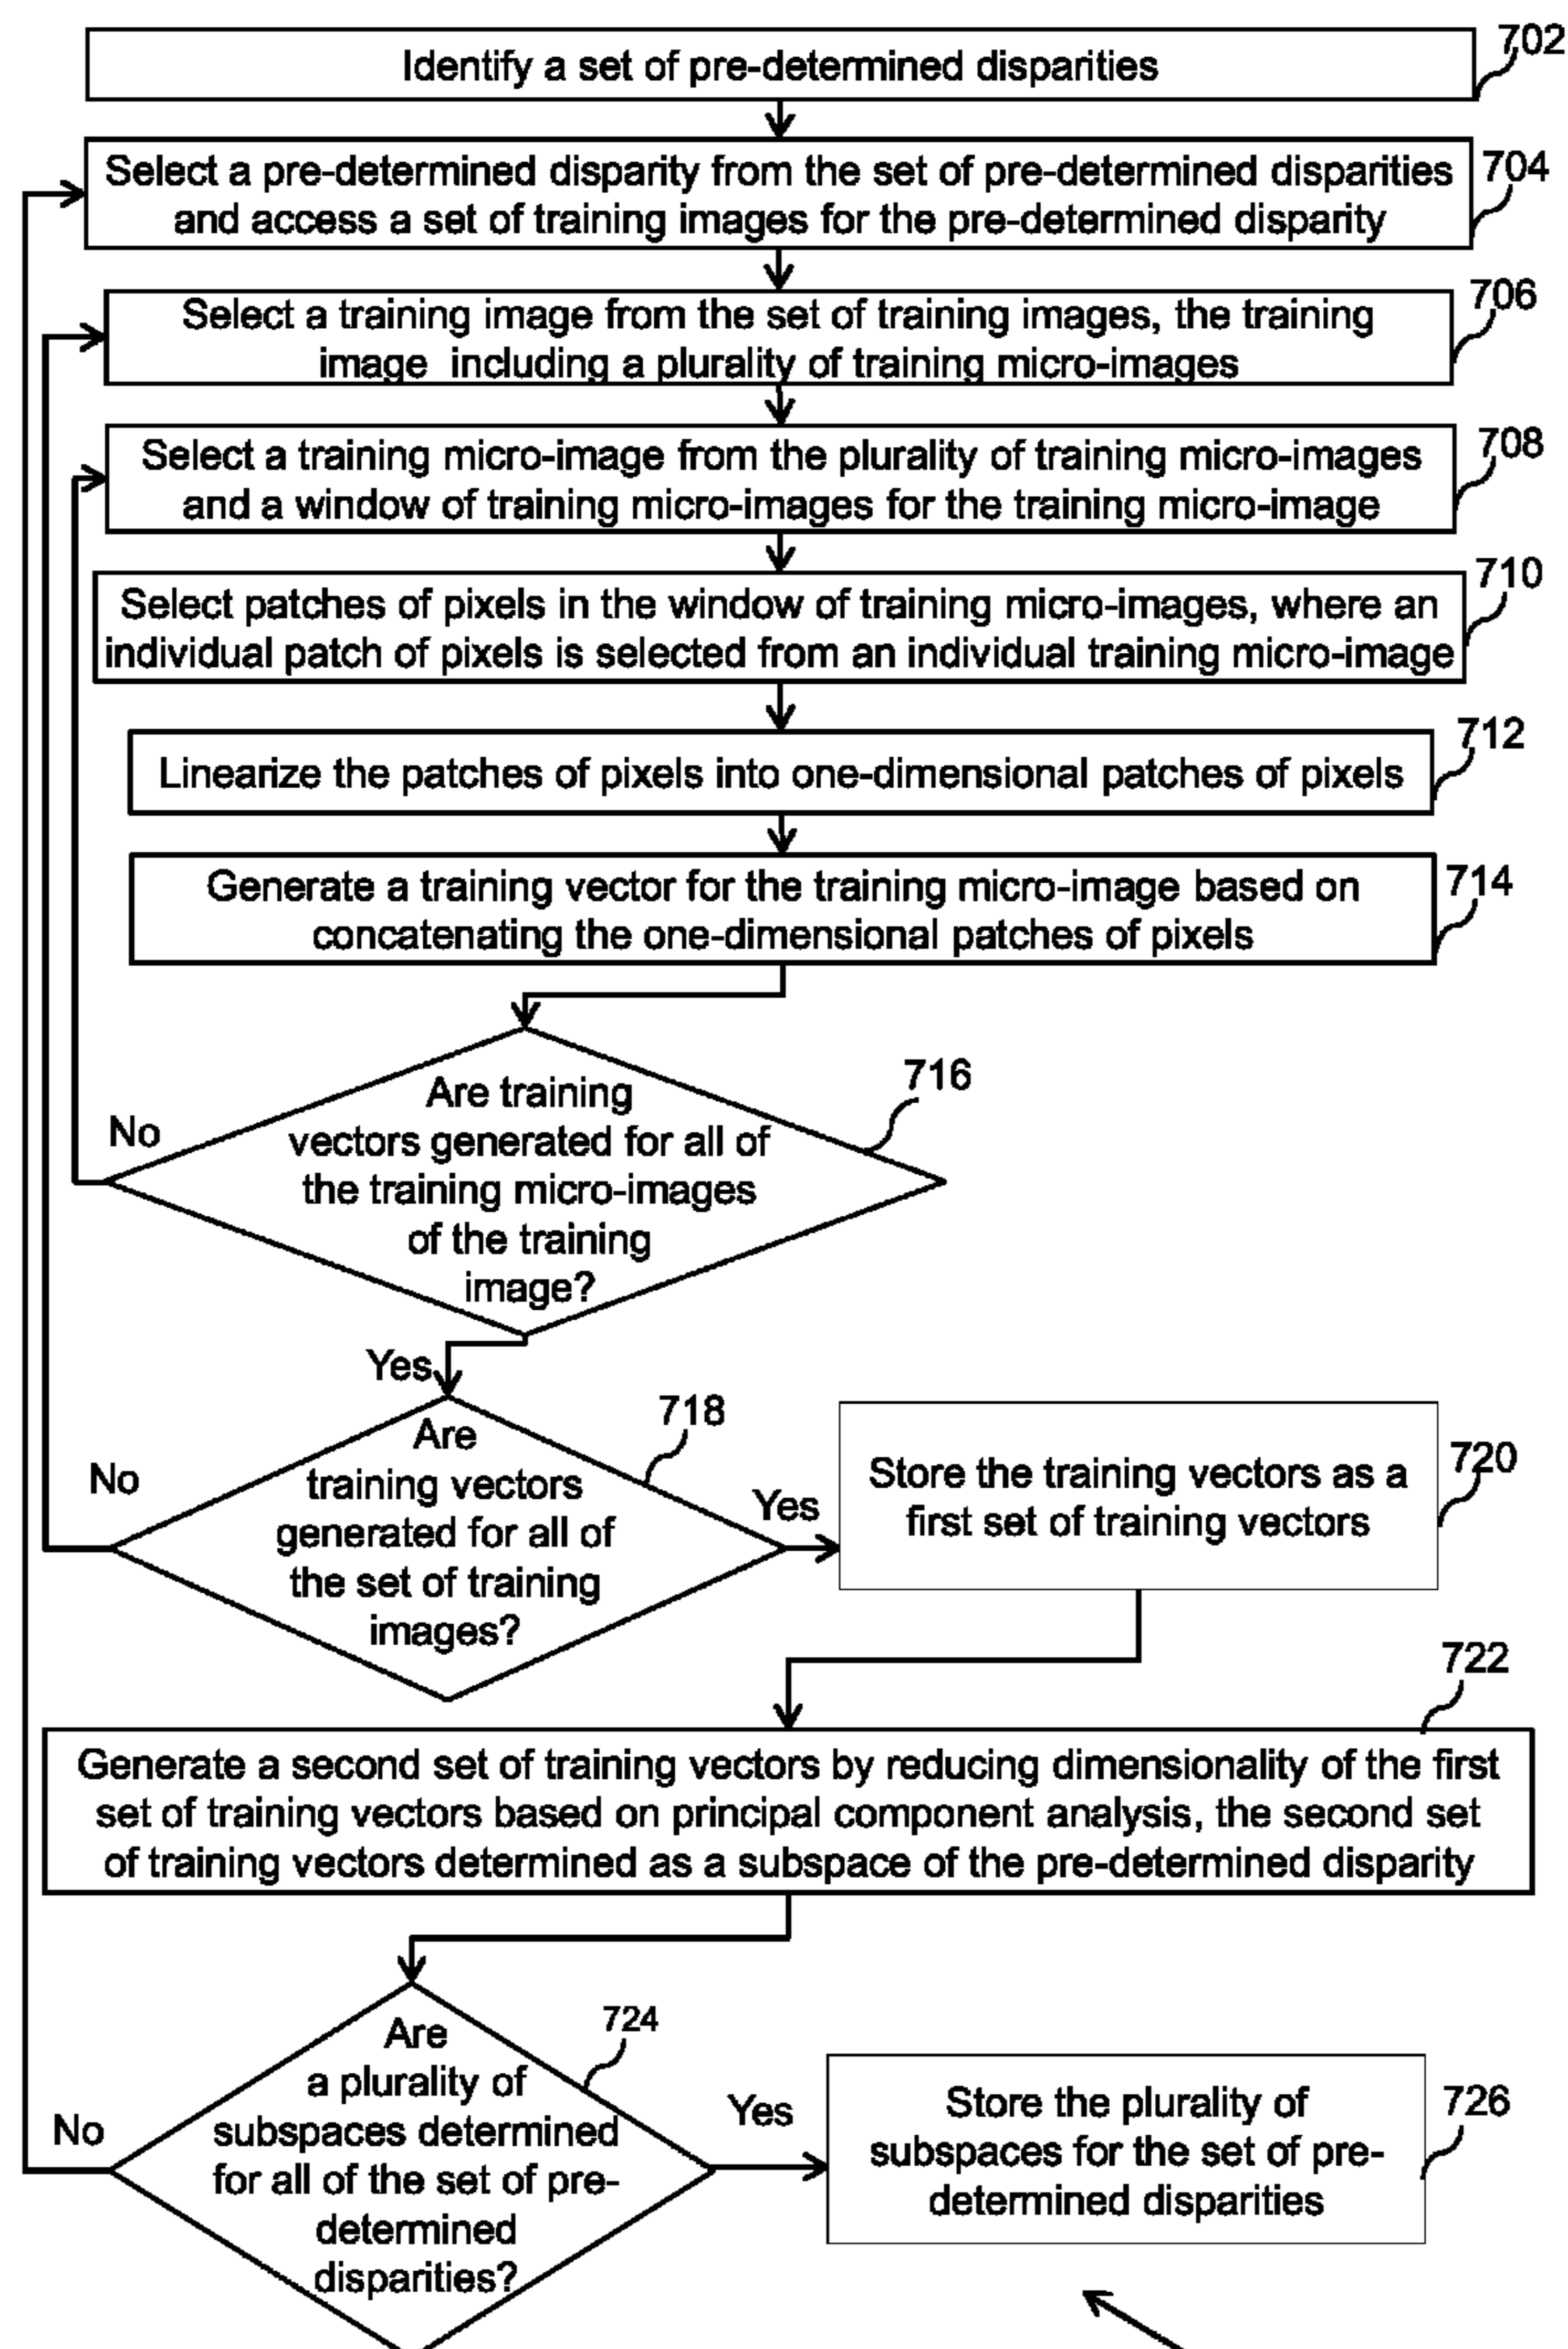 Identify a set of pre-determined disparities
702
Select a pre-determined disparity from the set of pre-determined disparities
and access a set of training images for the pre-determined disparity
704
Select a training image from the set of training images, the training
image including a plurality of training micro-images
706
Select a training micro-image from the plurality of training micro-images
and a window of training micro-images for the training micro-image
708
Select patches of pixels in the window of training micro-images, where an
individual patch of pixels is selected from an individual training micro-image
710
Linearize the patches of pixels into one-dimensional patches of pixels
712
Generate a training vector for the training micro-image based on
concatenating the one-dimensional patches of pixels
714
Are training
vectors generated for all of
the training micro-images
of the training
image?
716
No
Yes
Are
training vectors
generated for all of
the set of training
images?
718
No
Yes
Store the training vectors as a
first set of training vectors
720
Generate a second set of training vectors by reducing dimensionality of the first
set of training vectors based on principal component analysis, the second set
of training vectors determined as a subspace of the pre-determined disparity
722
Are
a plurality of
subspaces determined
for all of the set of pre-
determined
disparities?
724
No
Yes
Store the plurality of
subspaces for the set of pre-
determined disparities
726